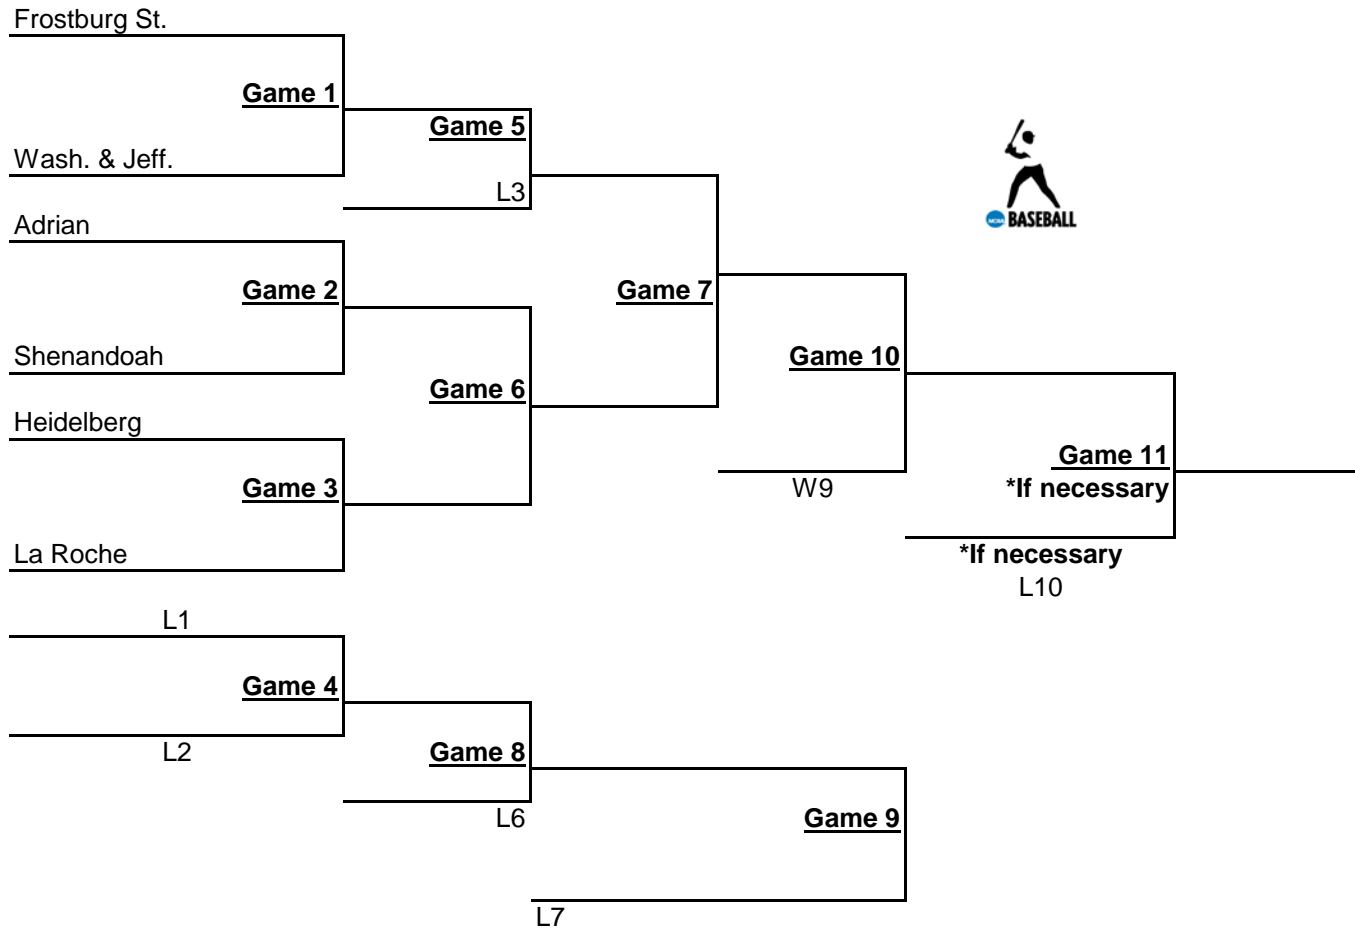 Frostburg St.
Game 1
Game 5
Wash. & Jeff.
L3
Adrian
Game 2
Game 7
Shenandoah
Game 10
Game 6
Heidelberg
Game 11
Game 3
W9
*If necessary
La Roche
*If necessary
L10
L1
Game 4
L2
Game 8
L6
Game 9
L7
NCAA BASEBALL